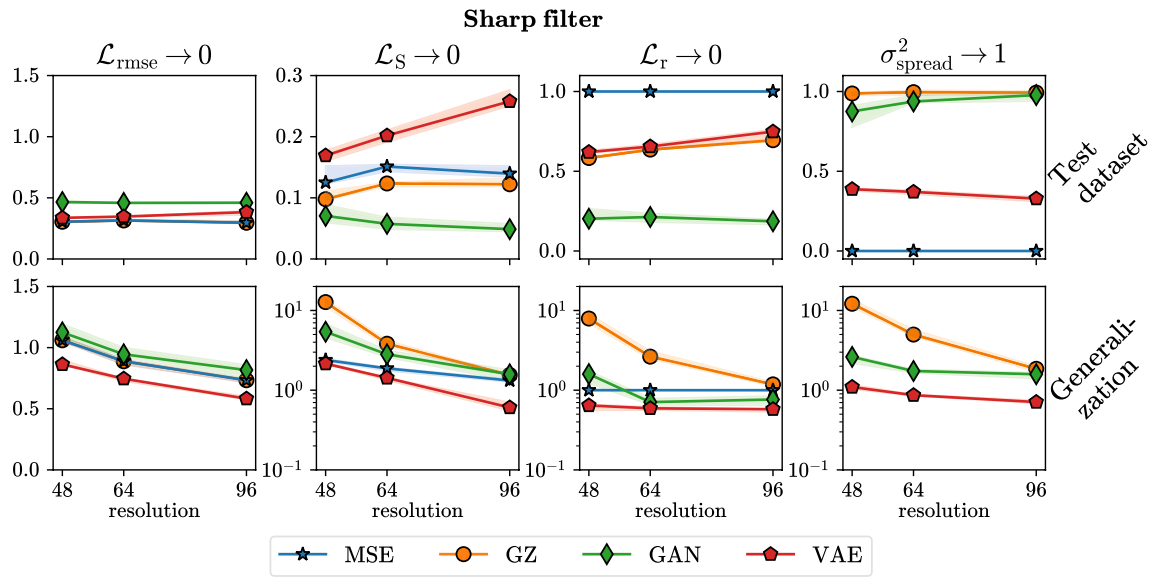 Sharp filter
ℒrmse → 0
ℒS → 0
ℒr → 0
σ²spread → 1
1.5
1.0
0.5
0.0
0.3
0.2
0.1
0.0
1.0
0.5
0.0
1.0
0.5
0.0
Test
dataset
1.5
1.0
0.5
0.0
10¹
10⁰
10⁻¹
10¹
10⁰
10⁻¹
10¹
10⁰
10⁻¹
Generali-
zation
48 64 96
48 64 96
48 64 96
48 64 96
resolution
resolution
resolution
resolution
MSE GZ GAN VAE